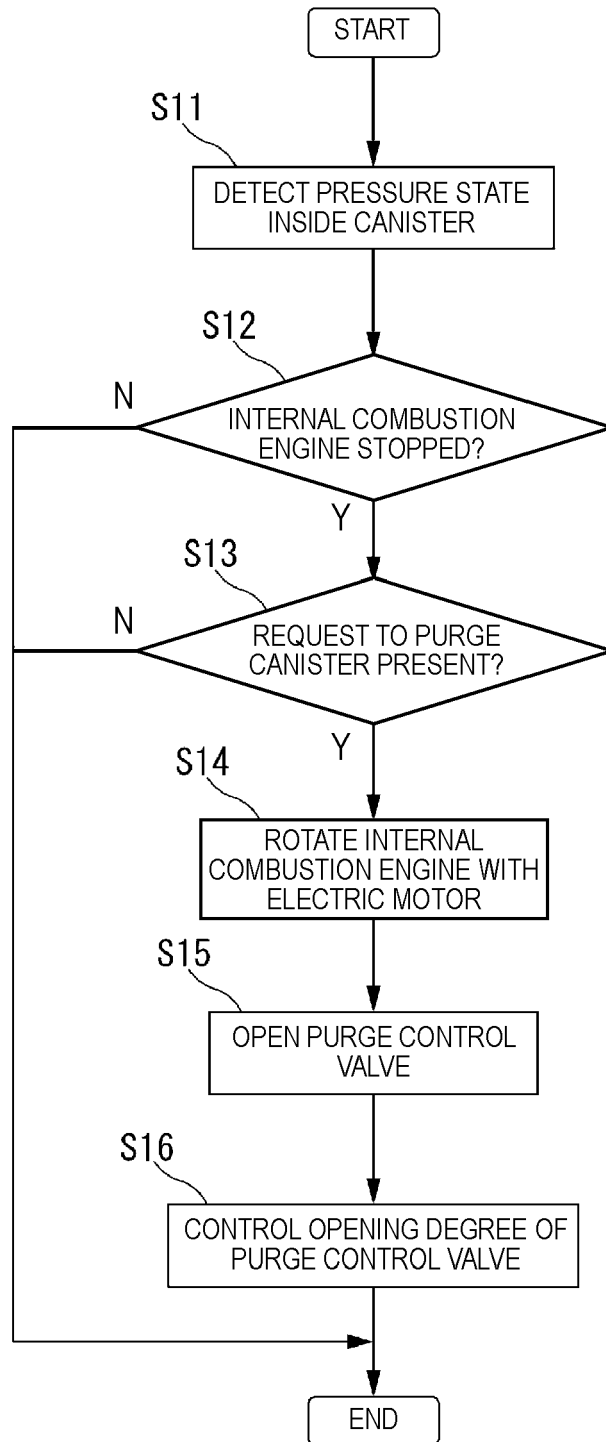 START
S11
DETECT PRESSURE STATE
INSIDE CANISTER
S12
N
INTERNAL COMBUSTION
ENGINE STOPPED?
Y
S13
N
REQUEST TO PURGE
CANISTER PRESENT?
Y
S14
ROTATE INTERNAL
COMBUSTION ENGINE WITH
ELECTRIC MOTOR
S15
OPEN PURGE CONTROL
VALVE
S16
CONTROL OPENING DEGREE OF
PURGE CONTROL VALVE
END